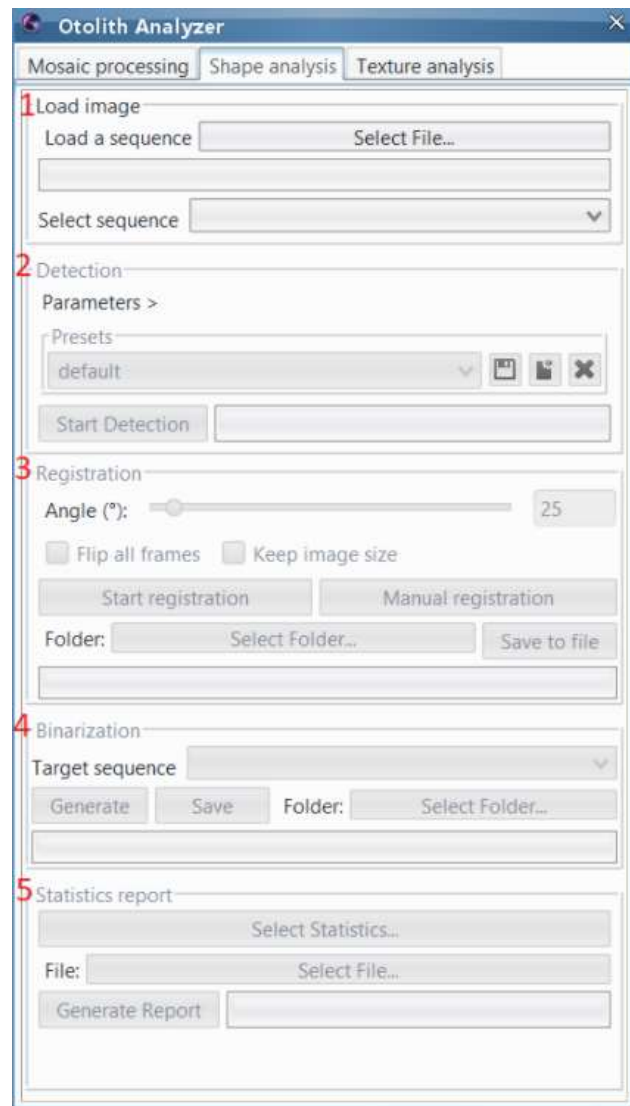 Otolith Analyzer
Mosaic processing Shape analysis Texture analysis
1 Load image
Load a sequence Select File...
Select sequence
2 Detection
Parameters >
Presets
default
Start Detection
3 Registration
Angle (°): 25
Flip all frames Keep image size
Start registration Manual registration
Folder: Select Folder... Save to file
4 Binarization
Target sequence
Generate Save Folder: Select Folder...
5 Statistics report
Select Statistics...
File: Select File...
Generate Report